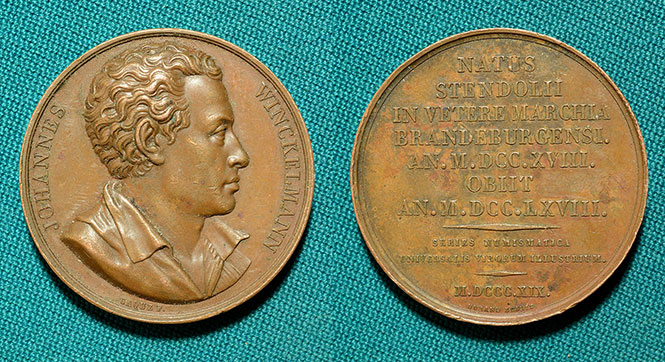 JOHANNES WINCKELMANN
NATUS
STENDOLII
IN VETERE MARCHIA
BRANDEBURGENSI.
AN. M. DCC. XVIII.
OBIIT
AN. M. DCC. LXVIII.
SERIES NUMISMATICA
UNIVERSALIS VIRORUM ILLUSTRIUM.
M.DCCC.XIX.